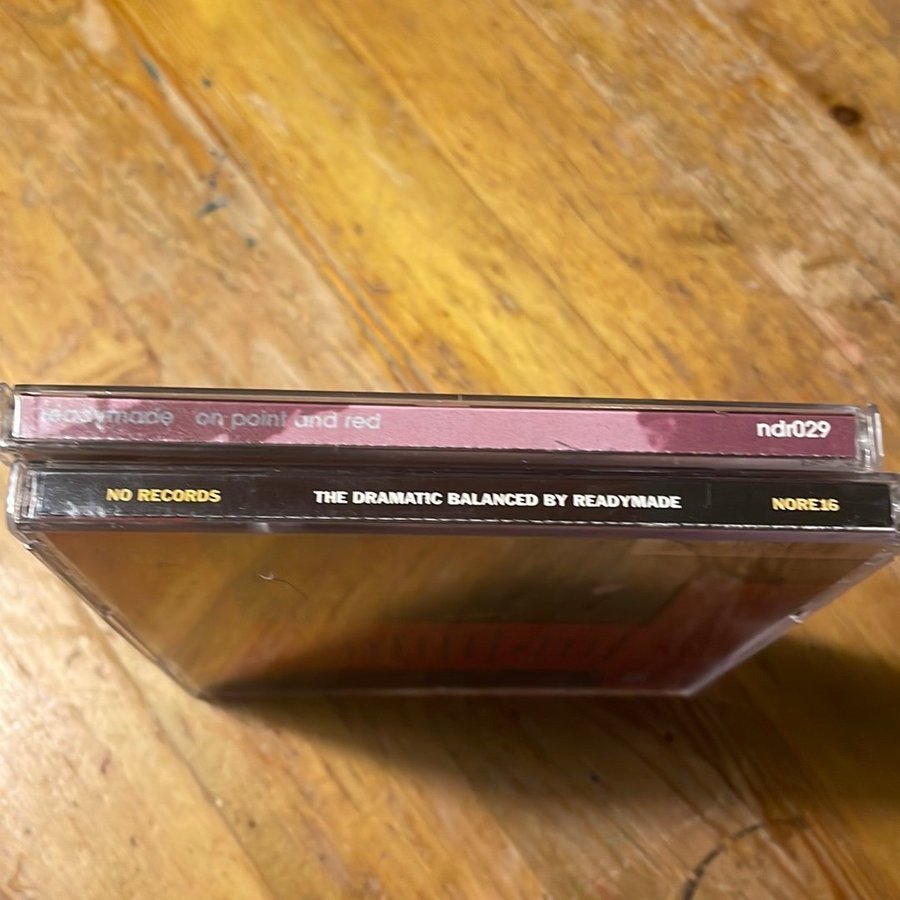 readymade on point and red ndr029
NO RECORDS THE DRAMATIC BALANCED BY READYMADE NORE16